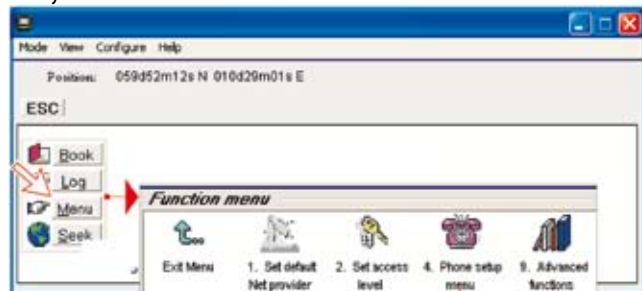 Mode View Configure Help
Position: 059d52m12s N 010d29m01s E
ESC
Book
Log
Menu
Seek
Function menu
Exit Menu
1. Set default Net provider
2. Set access level
4. Phone setup menu
9. Advanced functions